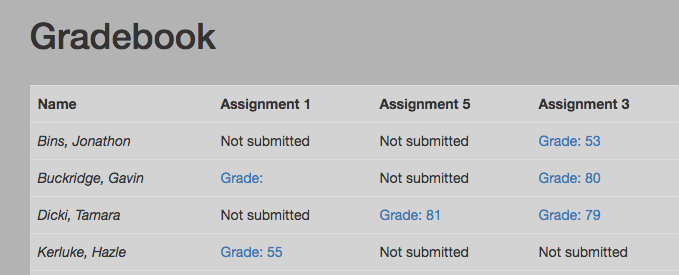 Gradebook
Name Assignment 1 Assignment 5 Assignment 3
Bins, Jonathon Not submitted Not submitted Grade: 53
Buckridge, Gavin Grade: Not submitted Grade: 80
Dicki, Tamara Not submitted Grade: 81 Grade: 79
Kerluke, Hazle Grade: 55 Not submitted Not submitted